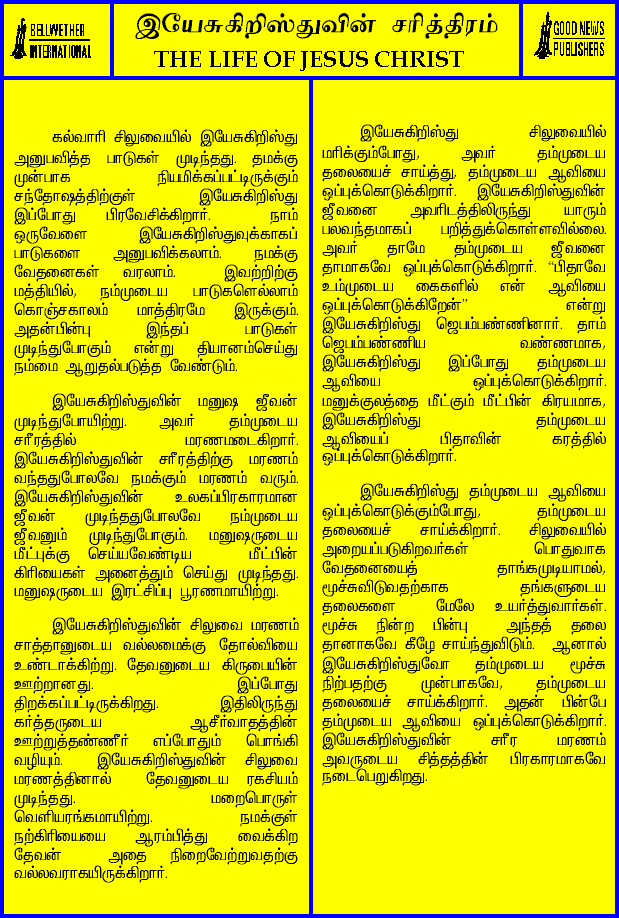 BELLWETHER
INTERNATIONAL
இயேசுகிறிஸ்துவின் சரித்திரம்
THE LIFE OF JESUS CHRIST
GOOD NEWS
PUBLISHERS
கல்வாரி சிலுவையில் இயேசுகிறிஸ்து
அனுபவித்த பாடுகள் முடிந்தது. தமக்கு
முன்பாக நியமிக்கப்பட்டிருக்கும்
சந்தோஷத்திற்குள் இயேசுகிறிஸ்து
இப்போது பிரவேசிக்கிறார். நாம்
ஒருவேளை இயேசுகிறிஸ்துவுக்காகப்
பாடுகளை அனுபவிக்கலாம். நமக்கு
வேதனைகள் வரலாம். இவற்றிற்கு
மத்தியில், நம்முடைய பாடுகளெல்லாம்
கொஞ்சகாலம் மாத்திரமே இருக்கும்.
அதன்பின்பு இந்தப் பாடுகள்
முடிந்துபோகும் என்று தியானம்செய்து
நம்மை ஆறுதல்படுத்த வேண்டும்.
இயேசுகிறிஸ்துவின் மனுஷ ஜீவன்
முடிந்துபோயிற்று. அவர் தம்முடைய
சரீரத்தில் மரணமடைகிறார்.
இயேசுகிறிஸ்துவின் சரீரத்திற்கு மரணம்
வந்ததுபோலவே நமக்கும் மரணம் வரும்.
இயேசுகிறிஸ்துவின் உலகப்பிரகாரமான
ஜீவன் முடிந்ததுபோலவே நம்முடைய
ஜீவனும் முடிந்துபோகும். மனுஷருடைய
மீட்புக்கு செய்யவேண்டிய மீட்பின்
கிரியைகள் அனைத்தும் செய்து முடிந்தது.
மனுஷருடைய இரட்சிப்பு பூரணமாயிற்று.
இயேசுகிறிஸ்துவின் சிலுவை மரணம்
சாத்தானுடைய வல்லமைக்கு தோல்வியை
உண்டாக்கிற்று. தேவனுடைய கிருபையின்
ஊற்றானது. இப்போது
திறக்கப்பட்டிருக்கிறது. இதிலிருந்து
கர்த்தருடைய ஆசீர்வாதத்தின்
ஊற்றுத்தண்ணீர் எப்போதும் பொங்கி
வழியும். இயேசுகிறிஸ்துவின் சிலுவை
மரணத்தினால் தேவனுடைய ரகசியம்
முடிந்தது. மறைபொருள்
வெளியரங்கமாயிற்று. நமக்குள்
நற்கிரியையை ஆரம்பித்து வைக்கிற
தேவன் அதை நிறைவேற்றுவதற்கு
வல்லவராகயிருக்கிறார்.
இயேசுகிறிஸ்து சிலுவையில்
மரிக்கும்போது, அவர் தம்முடைய
தலையைச் சாய்த்து, தம்முடைய ஆவியை
ஒப்புக்கொடுக்கிறார். இயேசுகிறிஸ்துவின்
ஜீவனை அவரிடத்திலிருந்து யாரும்
பலவந்தமாகப் பறித்துக்கொள்ளவில்லை.
அவர் தாமே தம்முடைய ஜீவனை
தாமாகவே ஒப்புக்கொடுக்கிறார். “பிதாவே
உம்முடைய கைகளில் என் ஆவியை
ஒப்புக்கொடுக்கிறேன்” என்று
இயேசுகிறிஸ்து ஜெபம்பண்ணினார். தாம்
ஜெபம்பண்ணிய வண்ணமாக,
இயேசுகிறிஸ்து இப்போது தம்முடைய
ஆவியை ஒப்புக்கொடுக்கிறார்.
மனுக்குலத்தை மீட்கும் மீட்பின் கிரயமாக,
இயேசுகிறிஸ்து தம்முடைய
ஆவியைப் பிதாவின் கரத்தில்
ஒப்புக்கொடுக்கிறார்.
இயேசுகிறிஸ்து தம்முடைய ஆவியை
ஒப்புக்கொடுக்கும்போது, தம்முடைய
தலையைச் சாய்க்கிறார். சிலுவையில்
அறையப்படுகிறவர்கள் பொதுவாக
வேதனையைத் தாங்கமுடியாமல்,
மூச்சுவிடுவதற்காக தங்களுடைய
தலைகளை மேலே உயர்த்துவார்கள்.
மூச்சு நின்ற பின்பு அந்தத் தலை
தானாகவே கீழே சாய்ந்துவிடும். ஆனால்
இயேசுகிறிஸ்துவோ தம்முடைய மூச்சு
நிற்பதற்கு முன்பாகவே, தம்முடைய
தலையைச் சாய்க்கிறார். அதன் பின்பே
தம்முடைய ஆவியை ஒப்புக்கொடுக்கிறார்.
இயேசுகிறிஸ்துவின் சரீர மரணம்
அவருடைய சித்தத்தின் பிரகாரமாகவே
நடைபெறுகிறது.